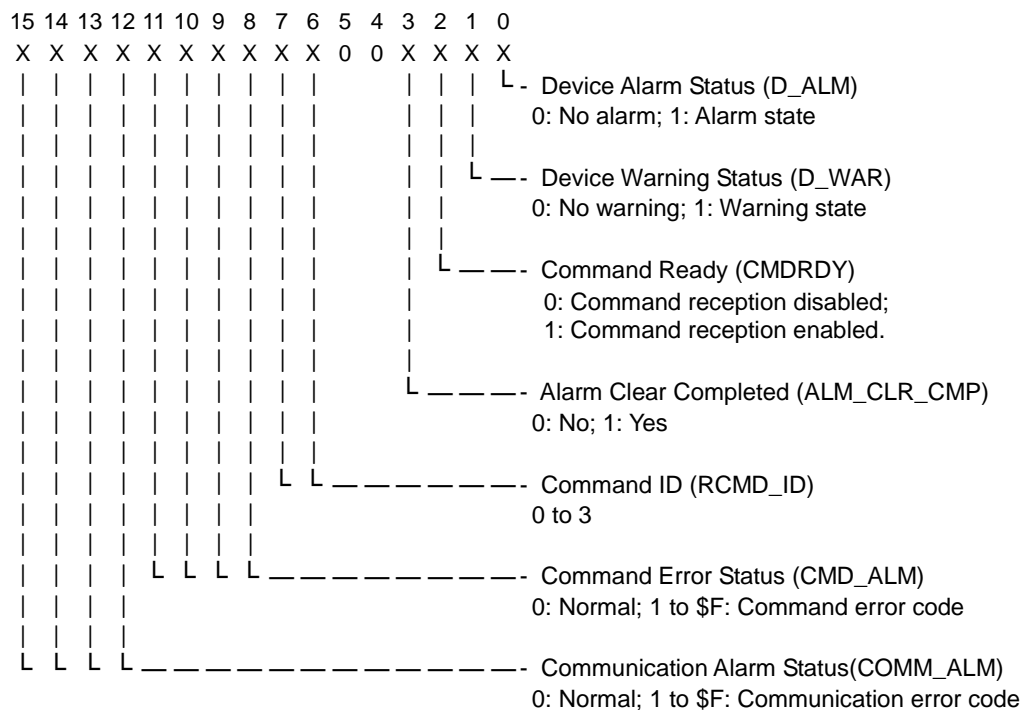 15 14 13 12 11 10 9 8 7 6 5 4 3 2 1 0
X X X X X X X X X X 0 0 X X X X
Device Alarm Status (D_ALM)
0: No alarm; 1: Alarm state
Device Warning Status (D_WAR)
0: No warning; 1: Warning state
Command Ready (CMDRDY)
0: Command reception disabled;
1: Command reception enabled.
Alarm Clear Completed (ALM_CLR_CMP)
0: No; 1: Yes
Command ID (RCMD_ID)
0 to 3
Command Error Status (CMD_ALM)
0: Normal; 1 to $F: Command error code
Communication Alarm Status(COMM_ALM)
0: Normal; 1 to $F: Communication error code